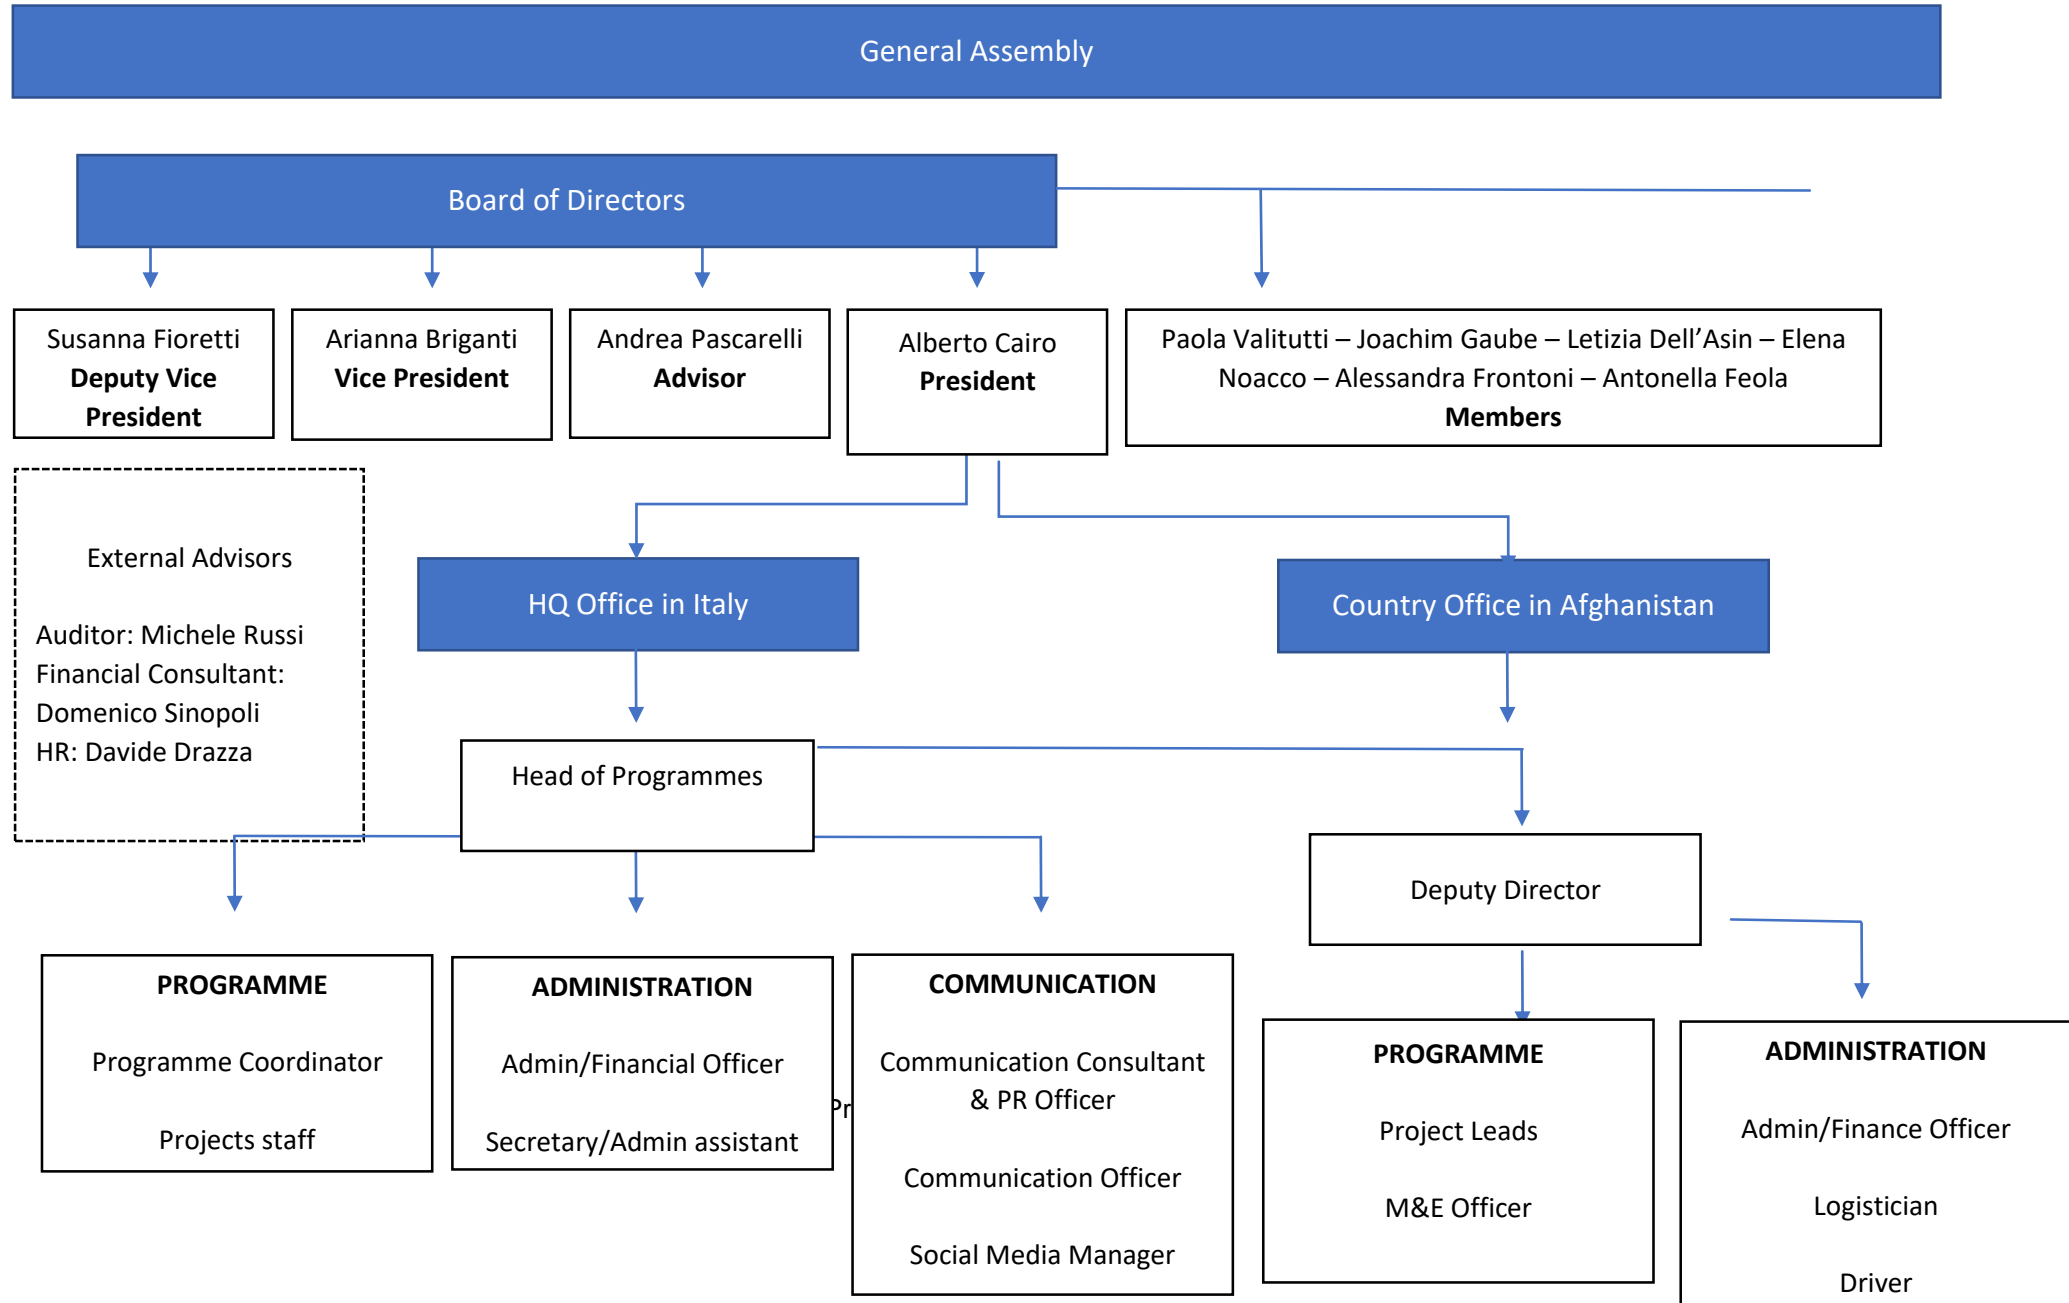 General Assembly
Board of Directors
Susanna Fioretti
Deputy Vice
President
Arianna Briganti
Vice President
Andrea Pascarelli
Advisor
Alberto Cairo
President
Paola Valitutti – Joachim Gaube – Letizia Dell’Asin – Elena
Noacco – Alessandra Frontoni – Antonella Feola
Members
External Advisors
Auditor: Michele Russi
Financial Consultant:
Domenico Sinopoli
HR: Davide Drazza
HQ Office in Italy
Country Office in Afghanistan
Head of Programmes
Deputy Director
PROGRAMME
Programme Coordinator
Projects staff
ADMINISTRATION
Admin/Financial Officer
Secretary/Admin assistant
Pr
COMMUNICATION
Communication Consultant
& PR Officer
Communication Officer
Social Media Manager
PROGRAMME
Project Leads
M&E Officer
ADMINISTRATION
Admin/Finance Officer
Logistician
Driver